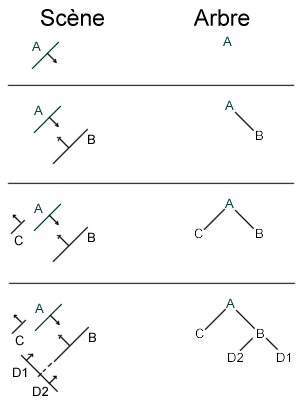 Scène Arbre
A A
A A
B B
A A
C C B B
A A
C B C B
D1 D2 D1
D2